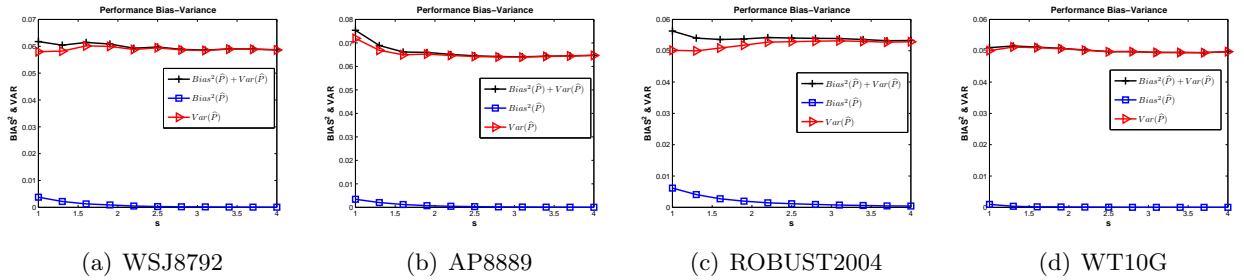 Performance Bias-Variance
BIAS² & VAR
0.07
0.06
0.05
0.04
0.03
0.02
0.01
0
Bias²(P̂) + Var(P̂)
Bias²(P̂)
Var(P̂)
1 1.5 2 2.5 3 3.5 4
s
(a) WSJ8792
Performance Bias-Variance
BIAS² & VAR
0.08
0.07
0.06
0.05
0.04
0.03
0.02
0.01
0
Bias²(P̂) + Var(P̂)
Bias²(P̂)
Var(P̂)
1 1.5 2 2.5 3 3.5 4
s
(b) AP8889
Performance Bias-Variance
BIAS² & VAR
0.06
0.05
0.04
0.03
0.02
0.01
0
Bias²(P̂) + Var(P̂)
Bias²(P̂)
Var(P̂)
1 1.5 2 2.5 3 3.5 4
s
(c) ROBUST2004
Performance Bias-Variance
BIAS² & VAR
0.06
0.05
0.04
0.03
0.02
0.01
0
Bias²(P̂) + Var(P̂)
Bias²(P̂)
Var(P̂)
1 1.5 2 2.5 3 3.5 4
s
(d) WT10G